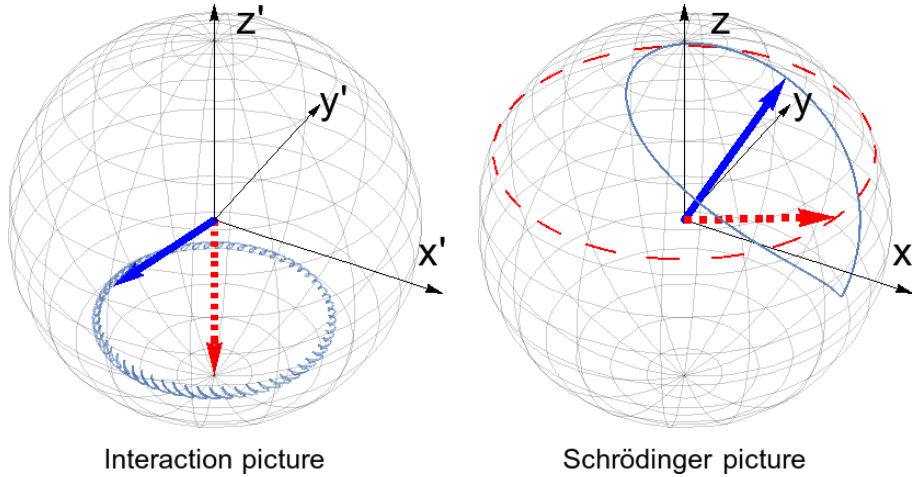 z'
y'
x'
Interaction picture
z
y
x
Schrödinger picture